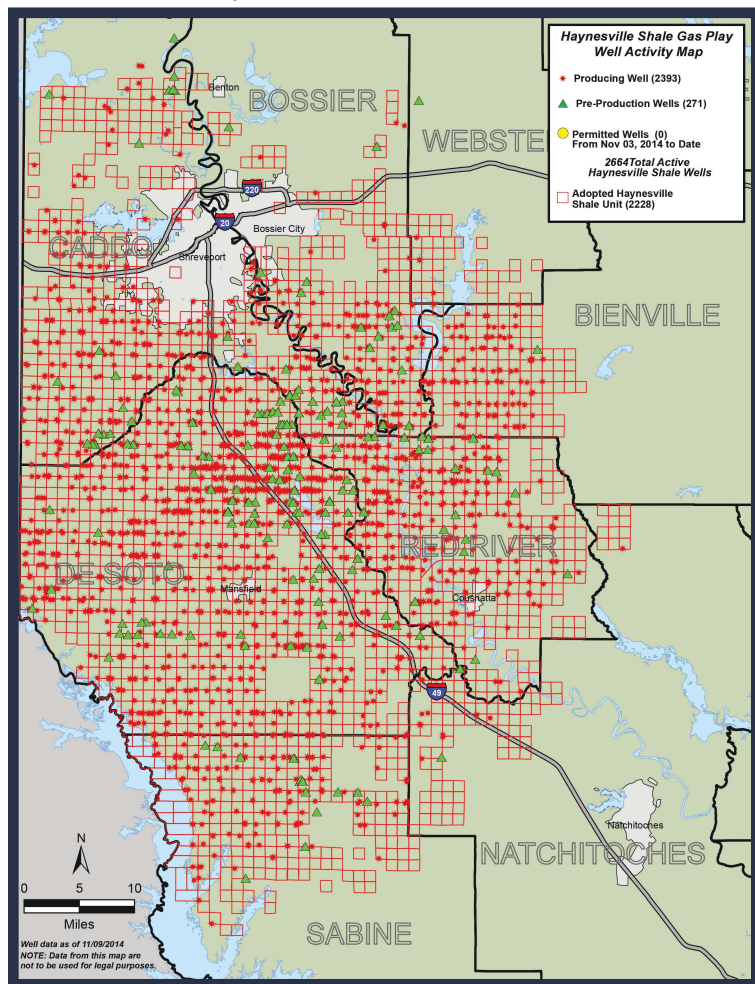 Haynesville Shale Gas Play
Well Activity Map
Producing Well (2393)
Pre-Production Wells (271)
Permitted Wells (0)
From Nov 03, 2014 to Date
2664Total Active
Haynesville Shale Wells
Adopted Haynesville
Shale Unit (2228)
Benton
BOSSIER
WEBSTE
220
20
Bossier City
CADDO
Shreveport
BIENVILLE
RED RIVER
DE SOTO
Mansfield
Coushatta
49
Natchitoches
NATCHITOCHES
SABINE
N
0 5 10
Miles
Well data as of 11/09/2014
NOTE: Data from this map are
not to be used for legal purposes.